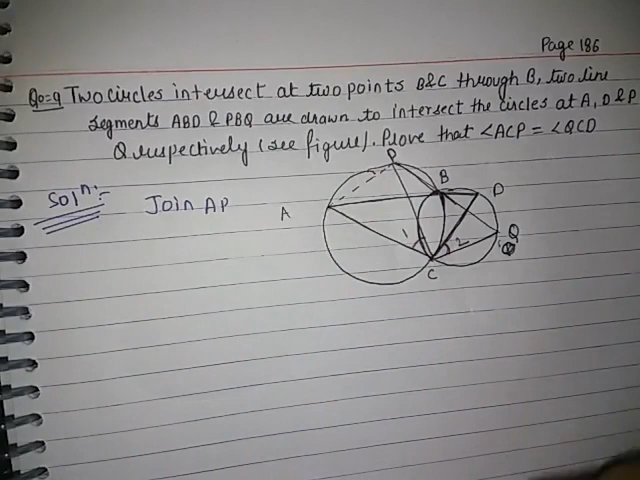 Page 186
Qo=9 Two circles intersect at two points B&C through B, two line
segments ABD & PBQ are drawn to intersect the circles at A, D & P
Q respectively (see figure). Prove that ∠ACP = ∠QCD
Solⁿ:- Join AP
P
B
D
A
1
2
Q
Q
C